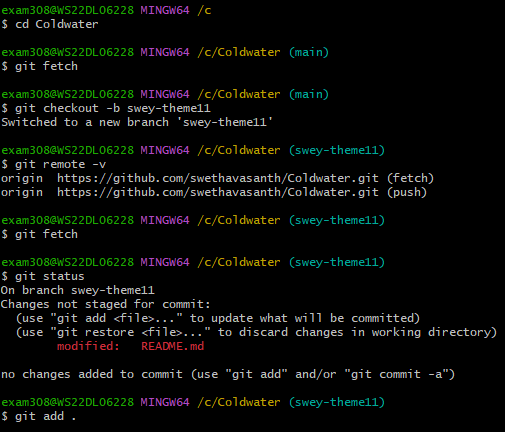 exam308@WS22DL06228 MINGW64 /c
$ cd Coldwater
exam308@WS22DL06228 MINGW64 /c/Coldwater (main)
$ git fetch
exam308@WS22DL06228 MINGW64 /c/Coldwater (main)
$ git checkout -b swey-theme11
Switched to a new branch 'swey-theme11'
exam308@WS22DL06228 MINGW64 /c/Coldwater (swey-theme11)
$ git remote -v
origin  https://github.com/swethavasanth/Coldwater.git (fetch)
origin  https://github.com/swethavasanth/Coldwater.git (push)
exam308@WS22DL06228 MINGW64 /c/Coldwater (swey-theme11)
$ git fetch
exam308@WS22DL06228 MINGW64 /c/Coldwater (swey-theme11)
$ git status
On branch swey-theme11
Changes not staged for commit:
  (use "git add <file>..." to update what will be committed)
  (use "git restore <file>..." to discard changes in working directory)
        modified:   README.md
no changes added to commit (use "git add" and/or "git commit -a")
exam308@WS22DL06228 MINGW64 /c/Coldwater (swey-theme11)
$ git add .